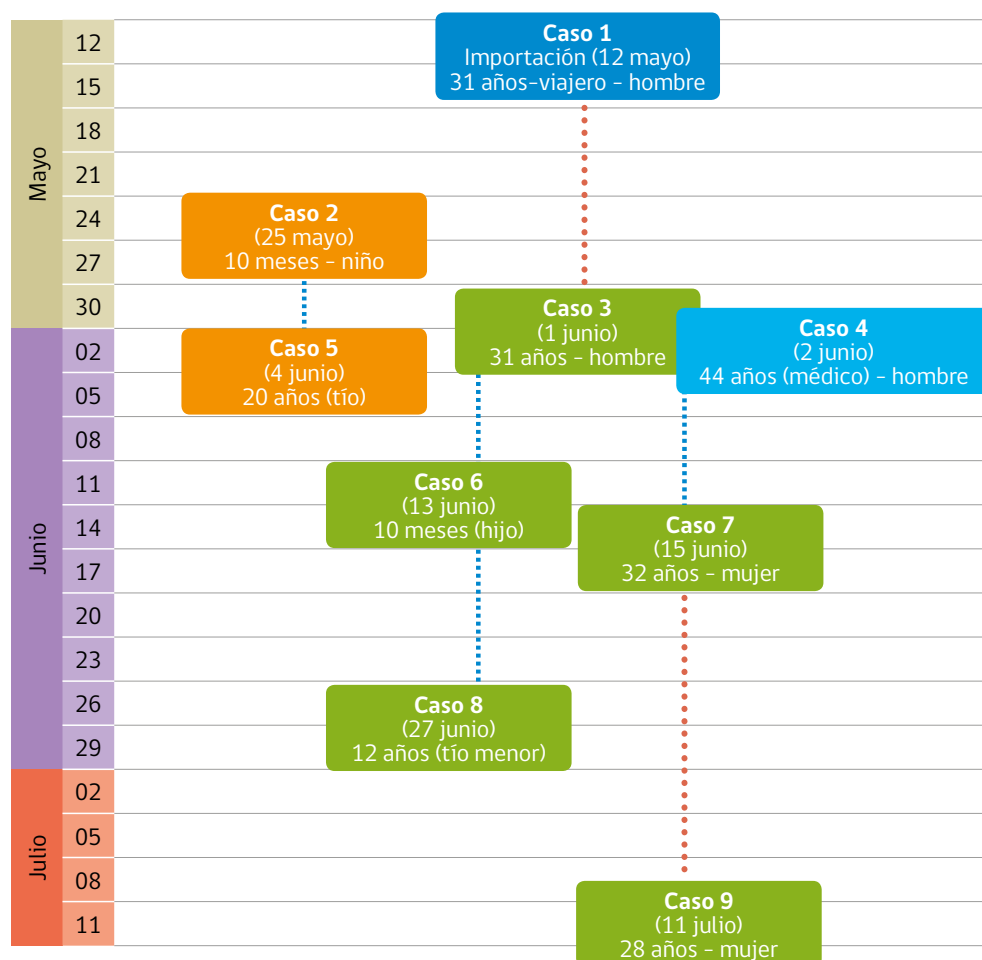 Mayo
12
15
18
21
24
27
30
Junio
02
05
08
11
14
17
20
23
26
29
Julio
02
05
08
11
Caso 1
Importación (12 mayo)
31 años-viajero - hombre
Caso 2
(25 mayo)
10 meses - niño
Caso 3
(1 junio)
31 años - hombre
Caso 4
(2 junio)
44 años (médico) - hombre
Caso 5
(4 junio)
20 años (tío)
Caso 6
(13 junio)
10 meses (hijo)
Caso 7
(15 junio)
32 años - mujer
Caso 8
(27 junio)
12 años (tío menor)
Caso 9
(11 julio)
28 años - mujer